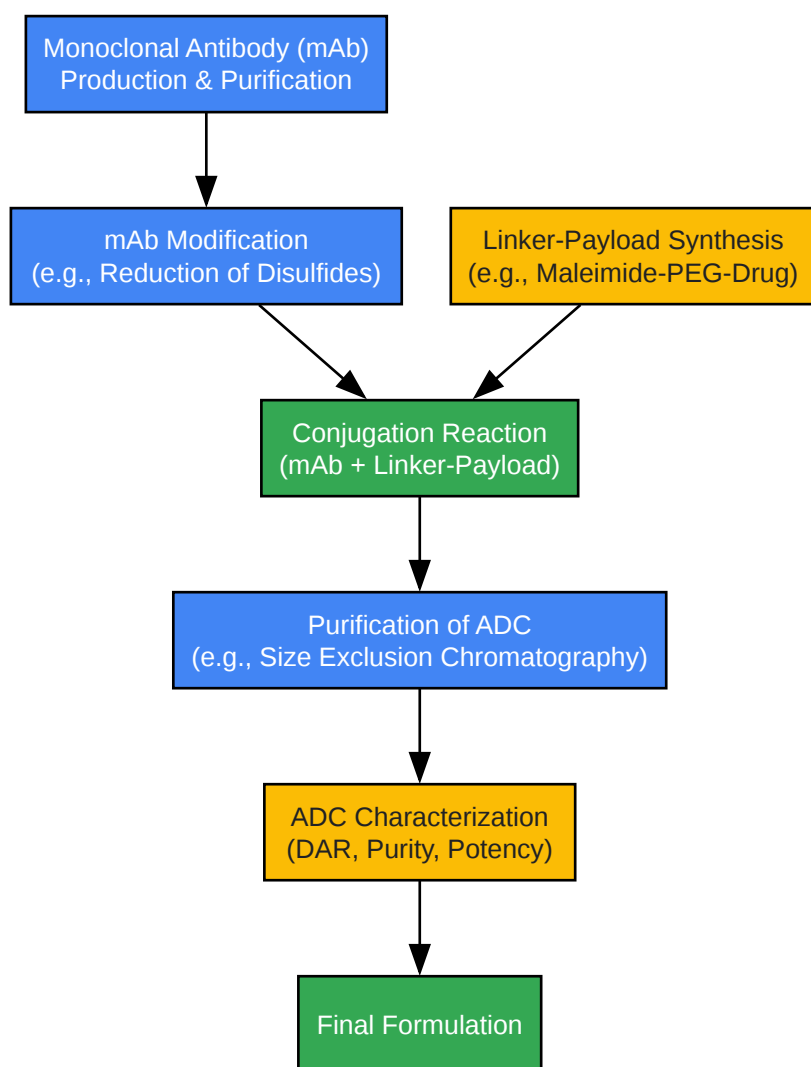 Monoclonal Antibody (mAb)
Production & Purification
mAb Modification
(e.g., Reduction of Disulfides)
Linker-Payload Synthesis
(e.g., Maleimide-PEG-Drug)
Conjugation Reaction
(mAb + Linker-Payload)
Purification of ADC
(e.g., Size Exclusion Chromatography)
ADC Characterization
(DAR, Purity, Potency)
Final Formulation